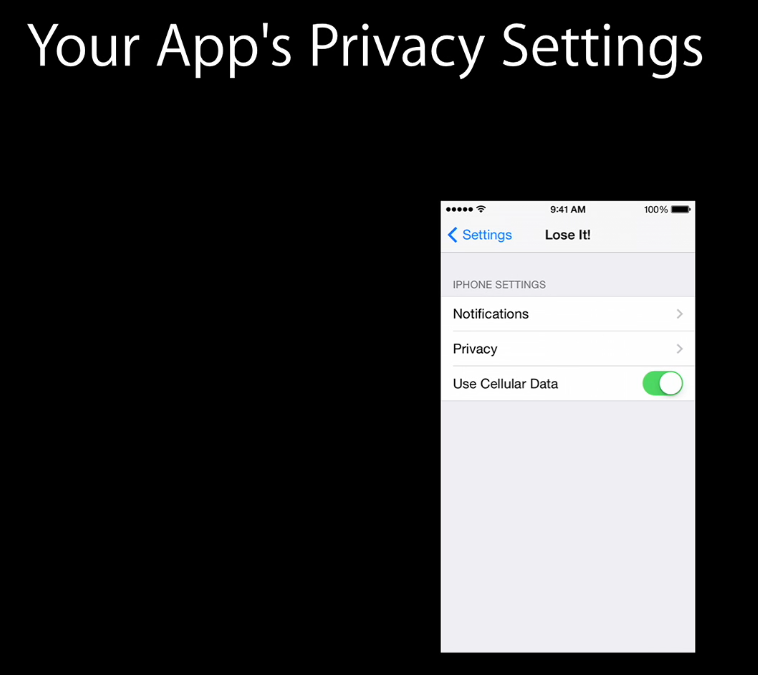 Your App's Privacy Settings
9:41 AM 100%
Settings Lose It!
IPHONE SETTINGS
Notifications
Privacy
Use Cellular Data